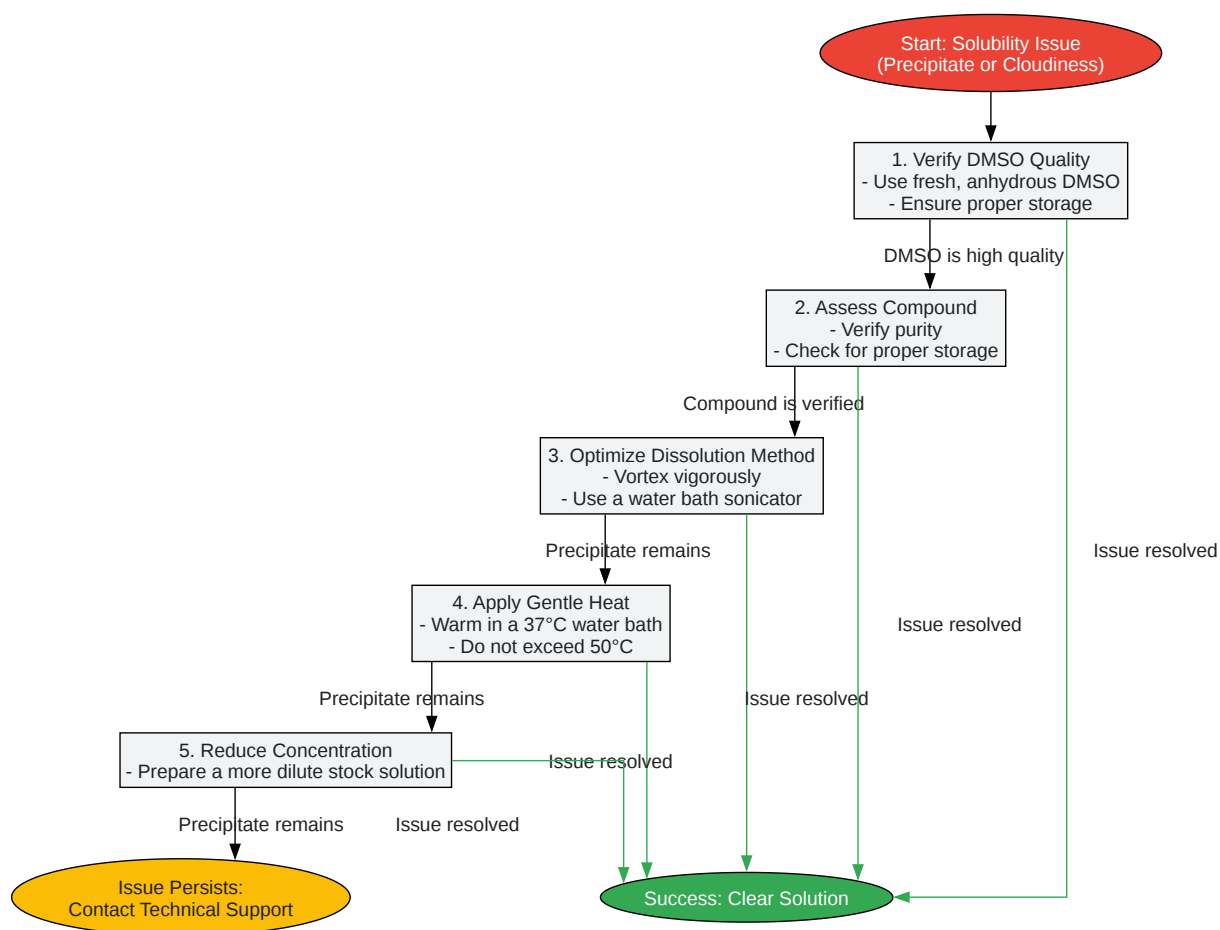 Start: Solubility Issue
(Precipitate or Cloudiness)
1. Verify DMSO Quality
- Use fresh, anhydrous DMSO
- Ensure proper storage
DMSO is high quality
2. Assess Compound
- Verify purity
- Check for proper storage
Compound is verified
3. Optimize Dissolution Method
- Vortex vigorously
- Use a water bath sonicator
Precipitate remains
Issue resolved
4. Apply Gentle Heat
- Warm in a 37°C water bath
- Do not exceed 50°C
Issue resolved
Precipitate remains
Issue resolved
5. Reduce Concentration
- Prepare a more dilute stock solution
Issue resolved
Precipitate remains
Issue resolved
Issue Persists:
Contact Technical Support
Success: Clear Solution